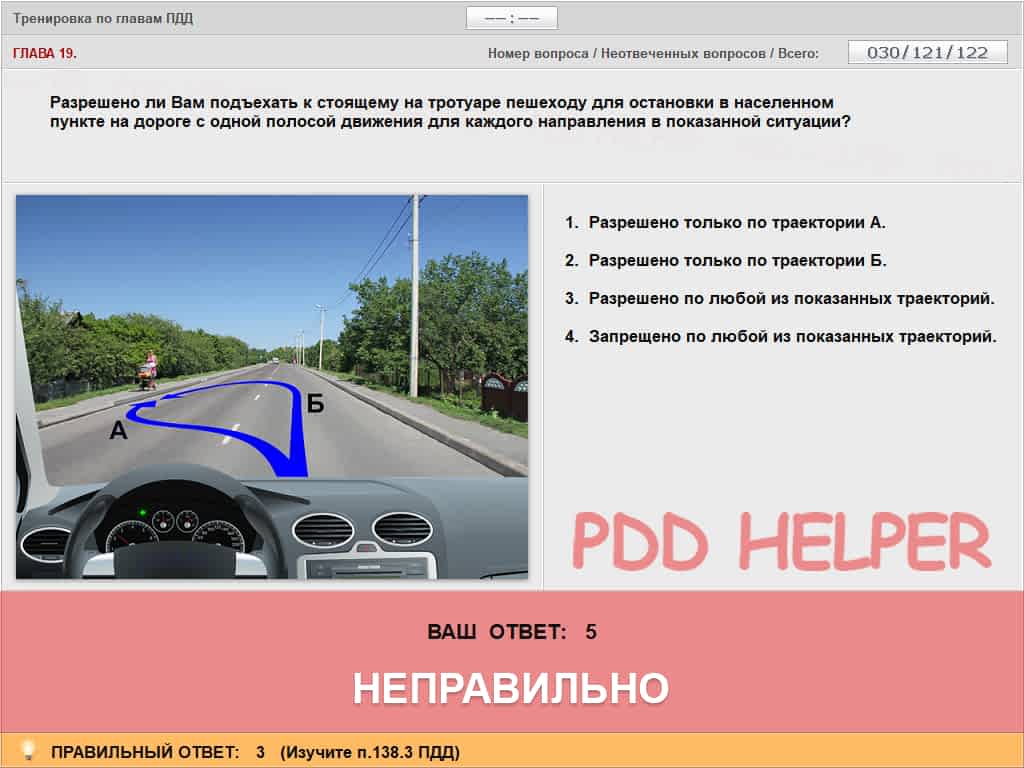 Тренировка по главам ПДД
–– : ––
ГЛАВА 19.
Номер вопроса / Неотвеченных вопросов / Всего:
030/121/122
Разрешено ли Вам подъехать к стоящему на тротуаре пешеходу для остановки в населенном
пункте на дороге с одной полосой движения для каждого направления в показанной ситуации?
1. Разрешено только по траектории А.
2. Разрешено только по траектории Б.
3. Разрешено по любой из показанных траекторий.
4. Запрещено по любой из показанных траекторий.
Б
А
PDD HELPER
ВАШ ОТВЕТ: 5
НЕПРАВИЛЬНО
ПРАВИЛЬНЫЙ ОТВЕТ: 3 (Изучите п.138.3 ПДД)